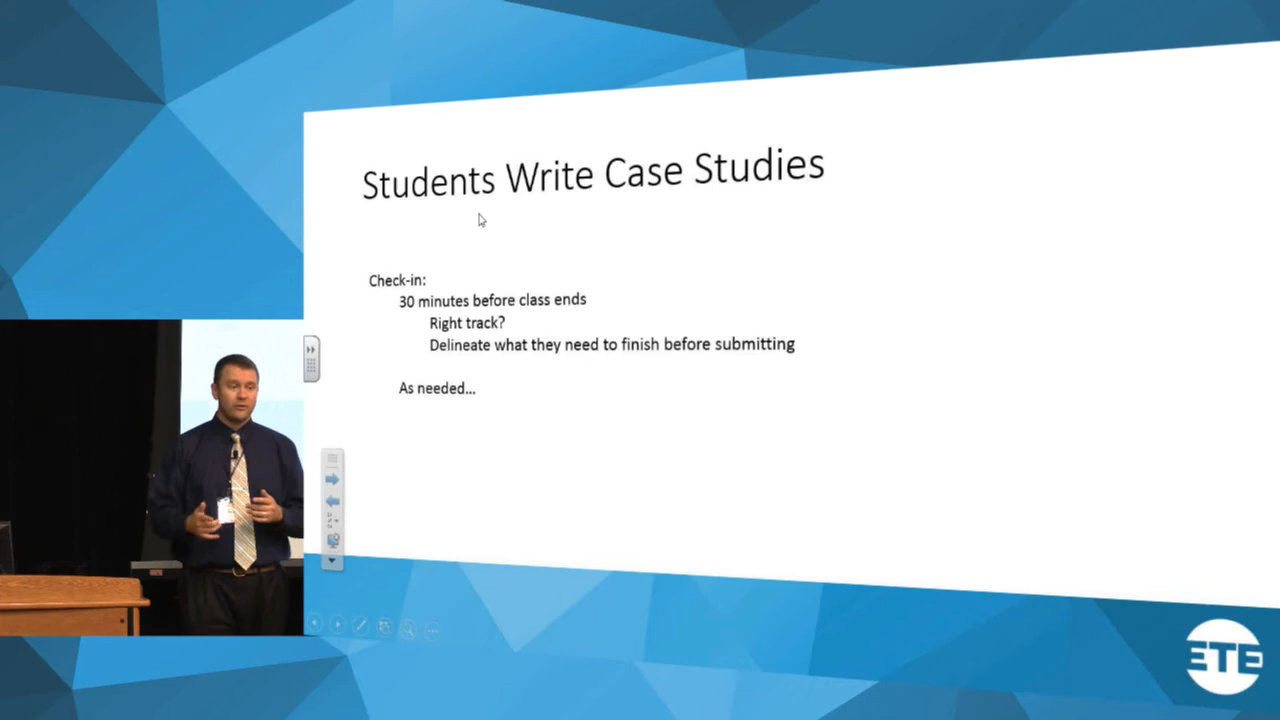 Students Write Case Studies
Check-in:
30 minutes before class ends
Right track?
Delineate what they need to finish before submitting
As needed...
ETE